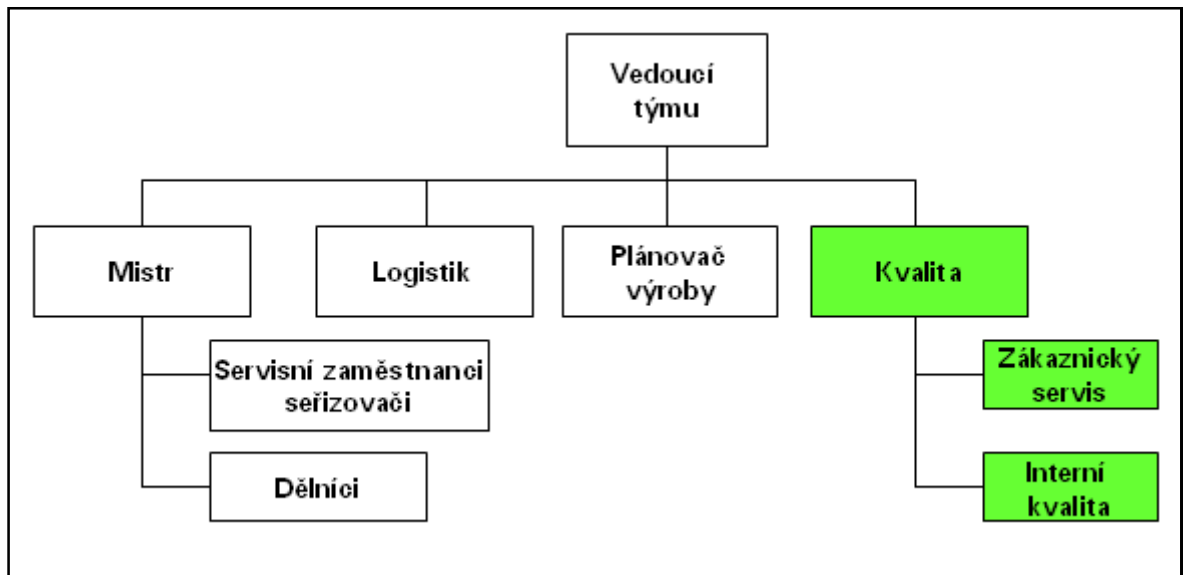 Vedoucí
týmu
Mistr
Logistik
Plánovač
výroby
Kvalita
Servisní zaměstnanci
seřizovači
Dělníci
Zákaznický
servis
Interní
kvalita